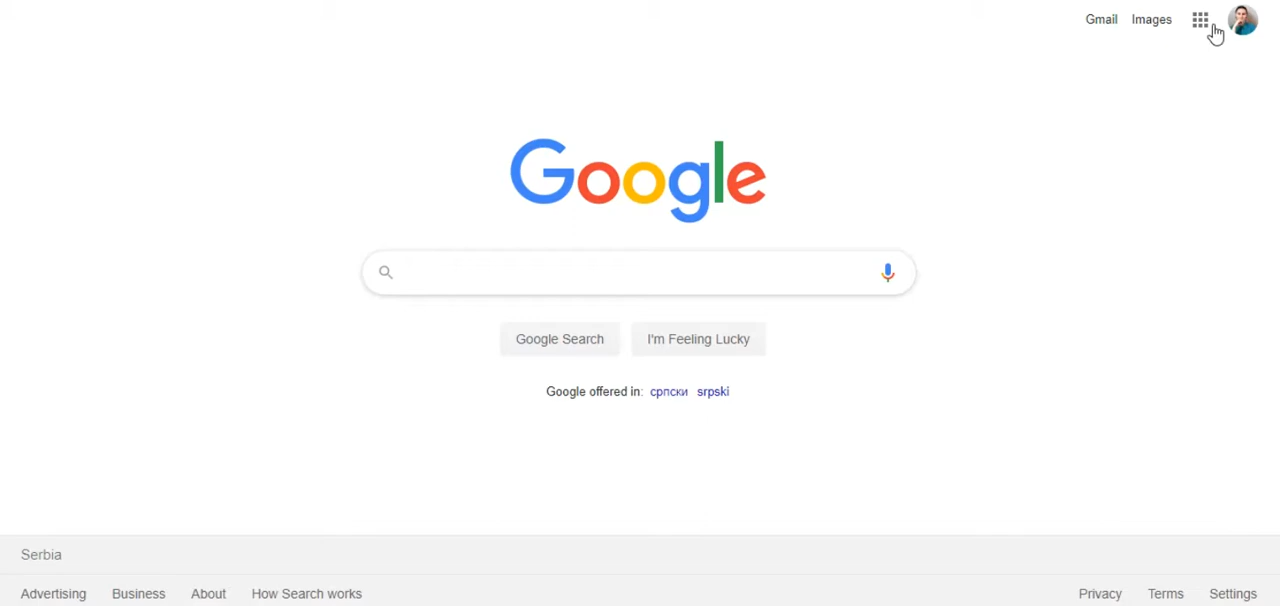 Gmail Images
Google
Google Search I'm Feeling Lucky
Google offered in: српски srpski
Serbia
Advertising Business About How Search works Privacy Terms Settings